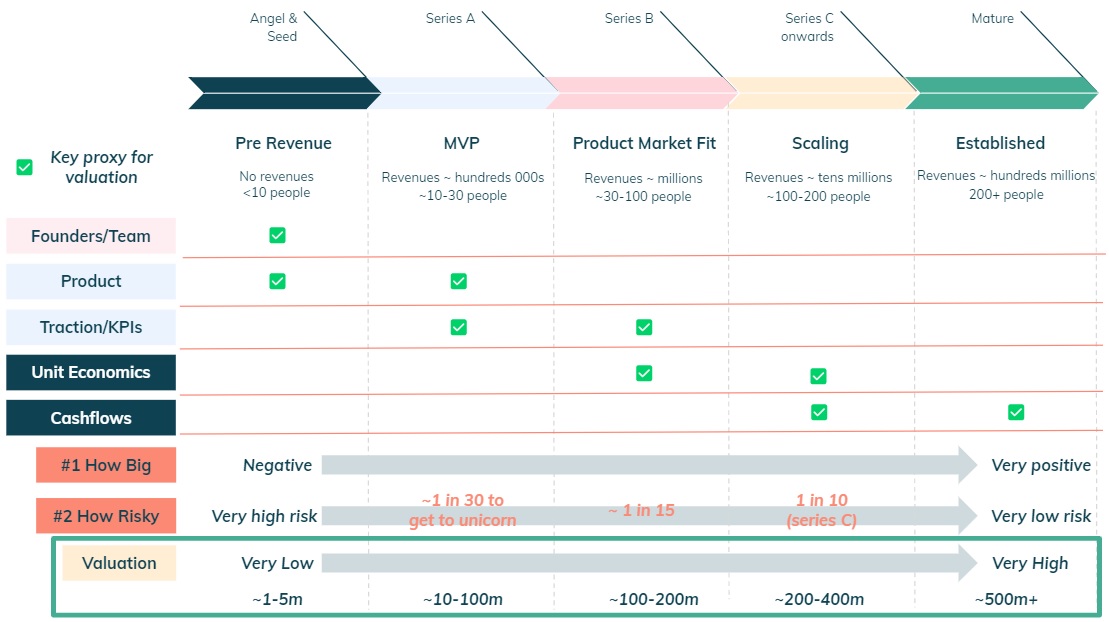 Angel &
Seed
Series A
Series B
Series C
onwards
Mature
Pre Revenue
MVP
Product Market Fit
Scaling
Established
Key proxy for
valuation
No revenues
<10 people
Revenues ~ hundreds 000s
~10-30 people
Revenues ~ millions
~30-100 people
Revenues ~ tens millions
~100-200 people
Revenues ~ hundreds millions
200+ people
Founders/Team
Product
Traction/KPIs
Unit Economics
Cashflows
#1 How Big
Negative
Very positive
#2 How Risky
Very high risk
~1 in 30 to
get to unicorn
~ 1 in 15
1 in 10
(series C)
Very low risk
Valuation
Very Low
Very High
~1-5m
~10-100m
~100-200m
~200-400m
~500m+